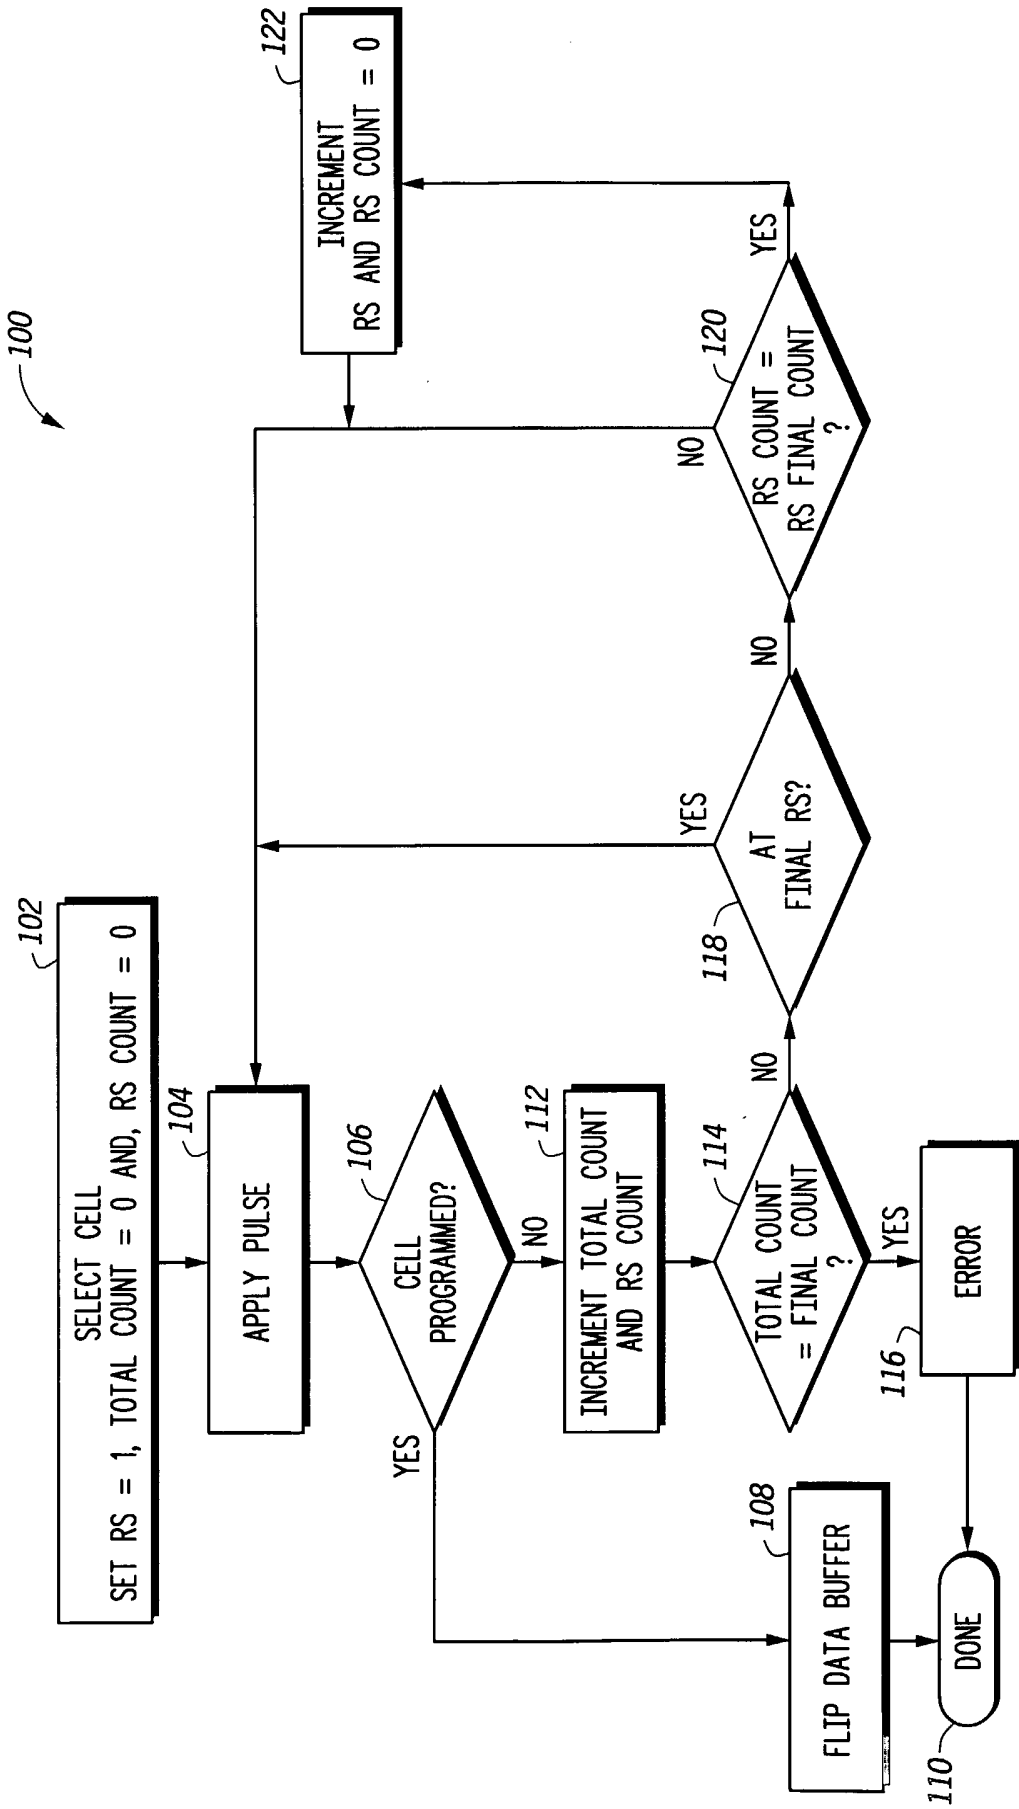 100
102
SELECT CELL
SET RS = 1, TOTAL COUNT = 0 AND, RS COUNT = 0
104
APPLY PULSE
106
CELL
PROGRAMMED?
YES
NO
112
INCREMENT TOTAL COUNT
AND RS COUNT
114
TOTAL COUNT
= FINAL COUNT
?
NO
YES
116
ERROR
108
FLIP DATA BUFFER
110
DONE
118
AT
FINAL RS?
YES
NO
120
RS COUNT =
RS FINAL COUNT
?
NO
YES
122
INCREMENT
RS AND RS COUNT = 0